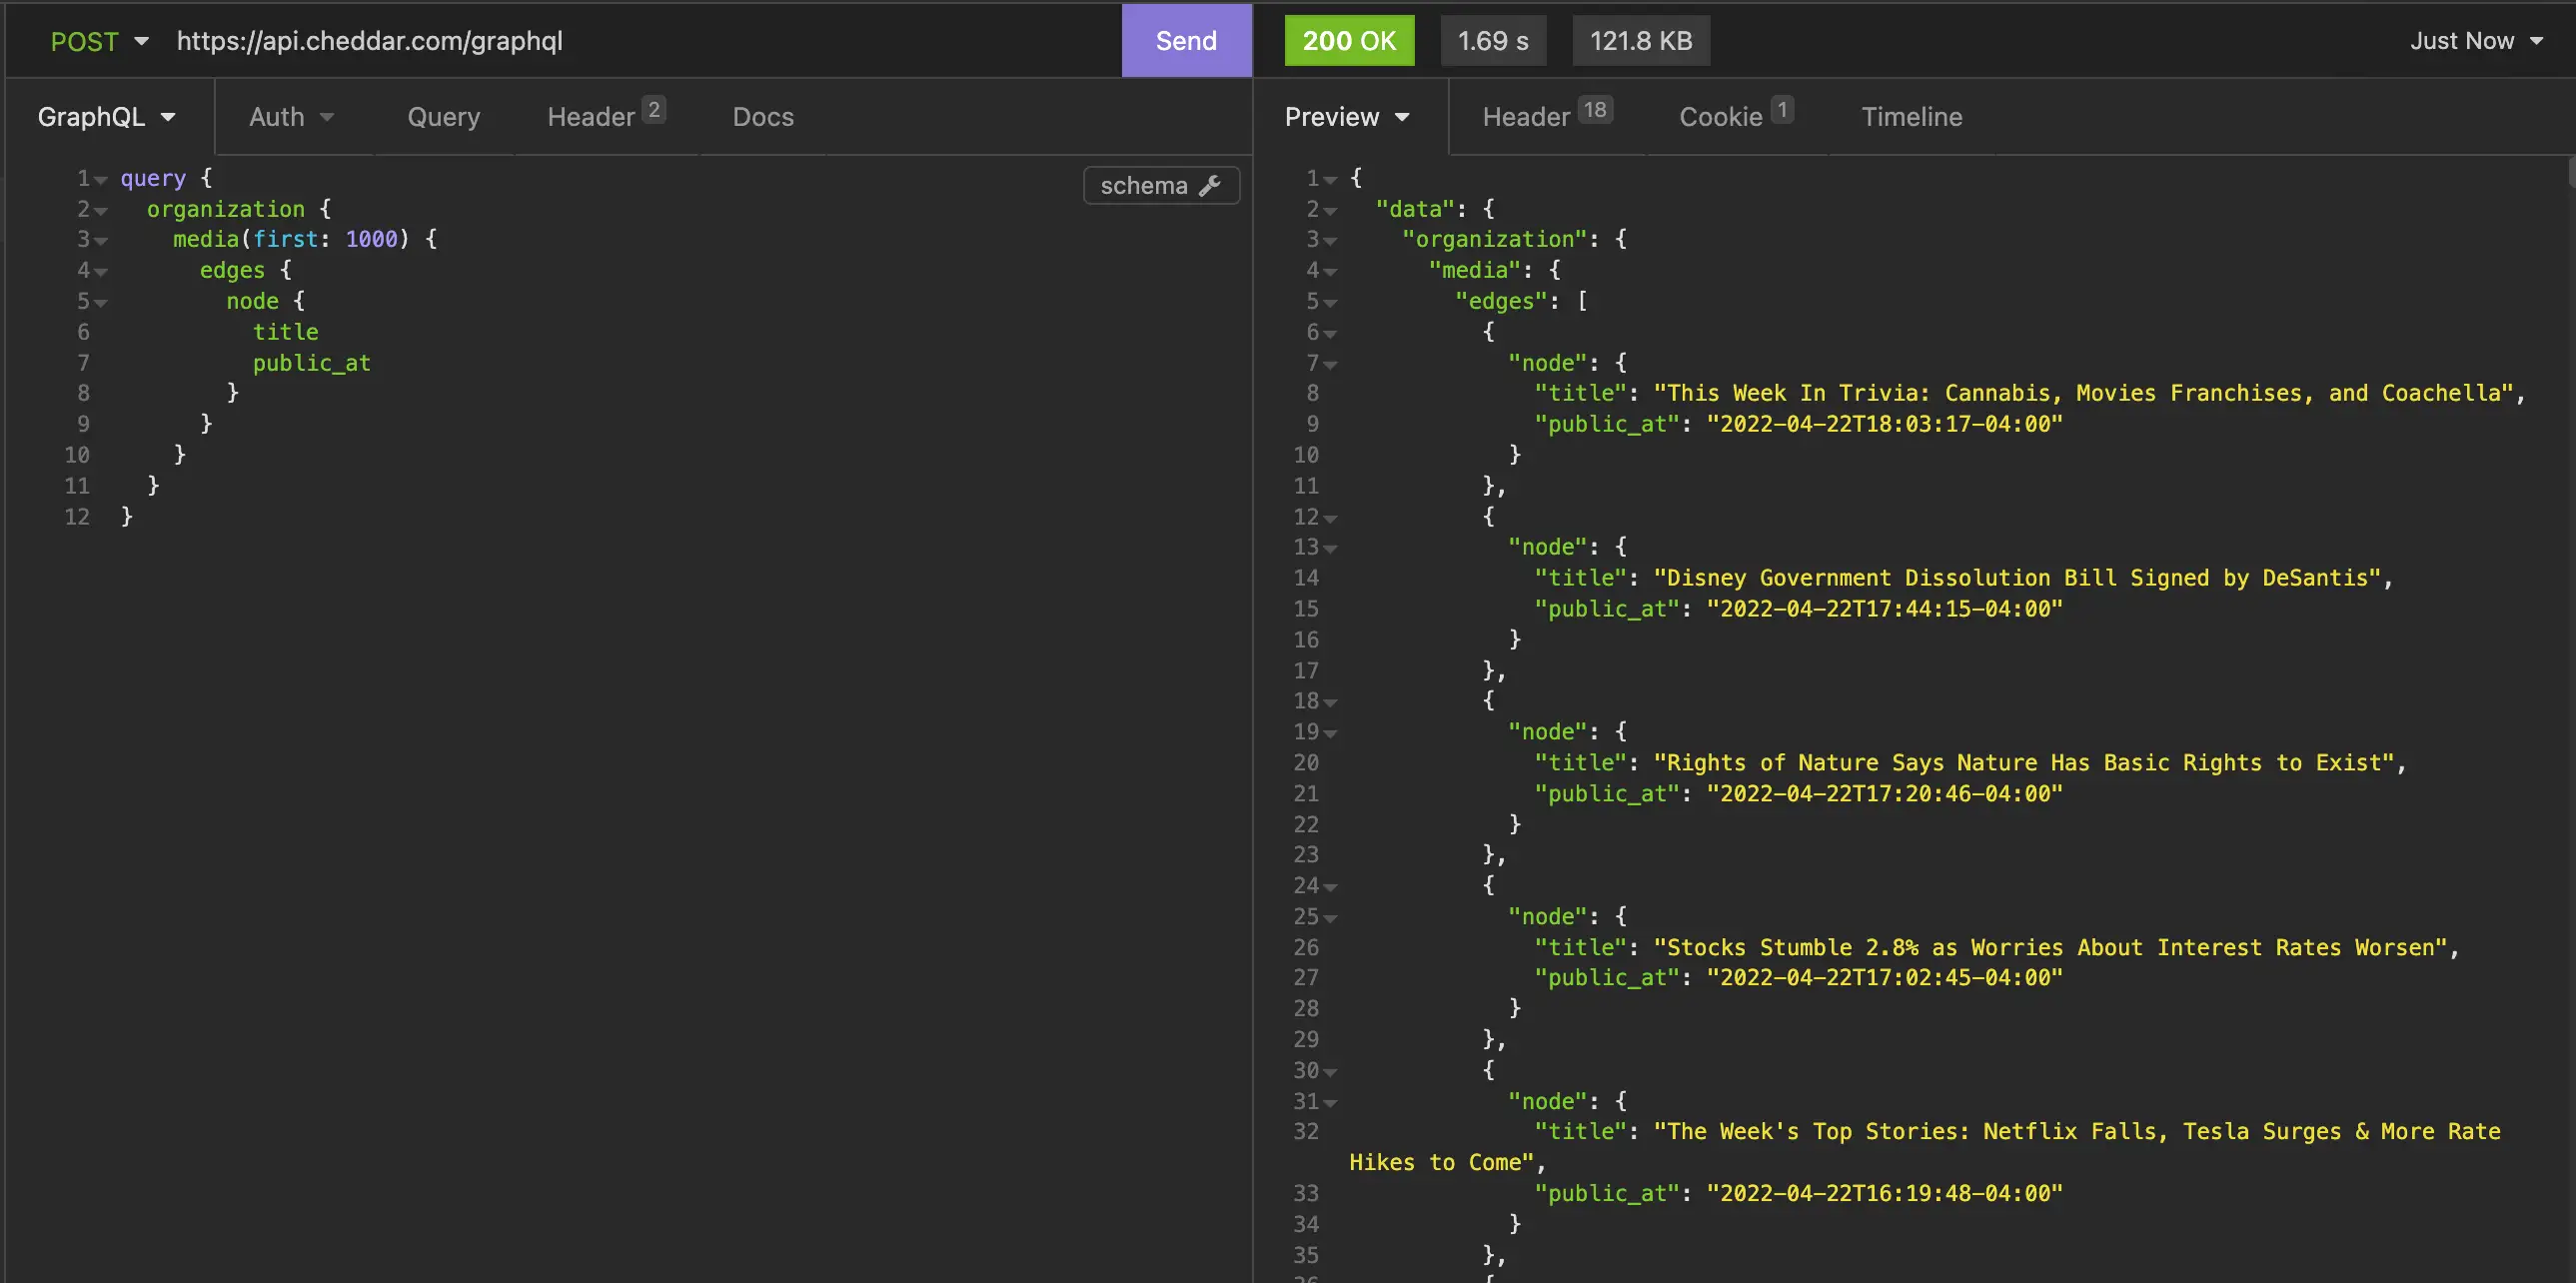 POST https://api.cheddar.com/graphql Send 200 OK 1.69 s 121.8 KB Just Now
GraphQL Auth Query Header 2 Docs Preview Header 18 Cookie 1 Timeline
schema
1 query {
2 organization {
3 media(first: 1000) {
4 edges {
5 node {
6 title
7 public_at
8 }
9 }
10 }
11 }
12 }
1 {
2 "data": {
3 "organization": {
4 "media": {
5 "edges": [
6 {
7 "node": {
8 "title": "This Week In Trivia: Cannabis, Movies Franchises, and Coachella",
9 "public_at": "2022-04-22T18:03:17-04:00"
10 }
11 },
12 {
13 "node": {
14 "title": "Disney Government Dissolution Bill Signed by DeSantis",
15 "public_at": "2022-04-22T17:44:15-04:00"
16 }
17 },
18 {
19 "node": {
20 "title": "Rights of Nature Says Nature Has Basic Rights to Exist",
21 "public_at": "2022-04-22T17:20:46-04:00"
22 }
23 },
24 {
25 "node": {
26 "title": "Stocks Stumble 2.8% as Worries About Interest Rates Worsen",
27 "public_at": "2022-04-22T17:02:45-04:00"
28 }
29 },
30 {
31 "node": {
32 "title": "The Week's Top Stories: Netflix Falls, Tesla Surges & More Rate
Hikes to Come",
33 "public_at": "2022-04-22T16:19:48-04:00"
34 }
35 },